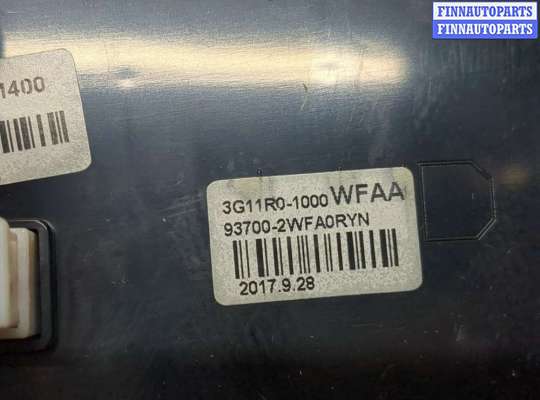 FINNAUTOPARTS
FINNAUTOPARTS
1400
3G11R0-1000 WFAA
93700-2WFA0RYN
2017.9.28